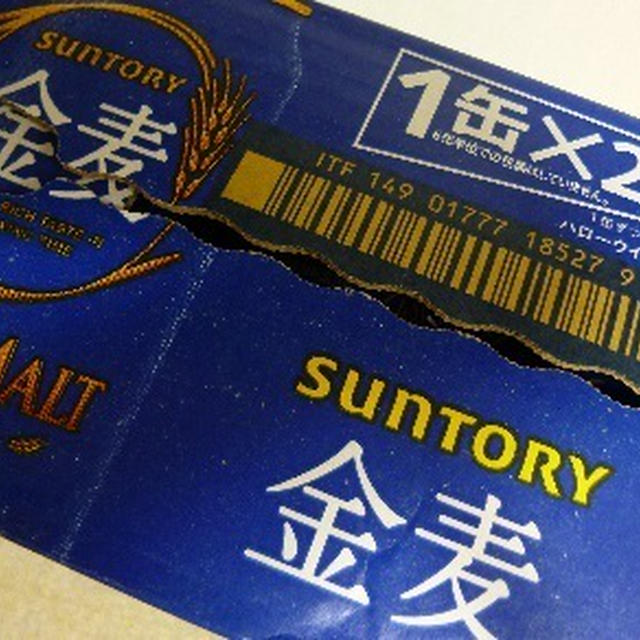 SUNTORY
金麦
1缶×2
ITF 149 01777 18527 9
MALT
SUNTORY
金麦